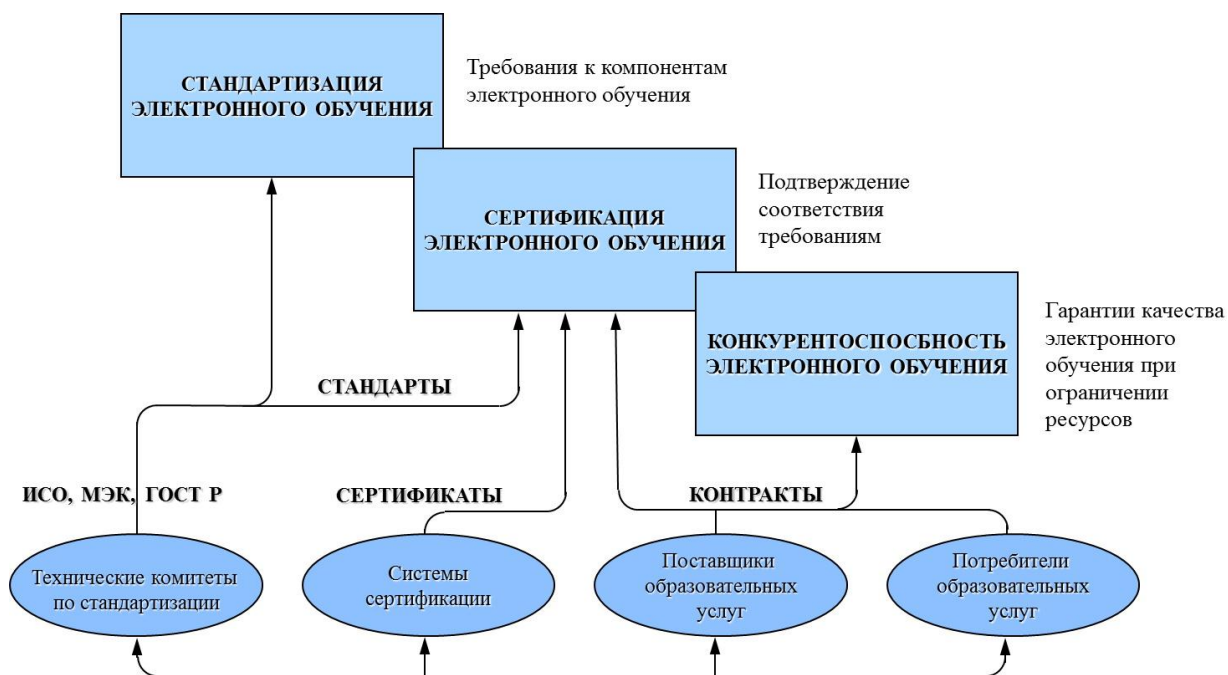 СТАНДАРТИЗАЦИЯ
ЭЛЕКТРОННОГО ОБУЧЕНИЯ
Требования к компонентам
электронного обучения
СЕРТИФИКАЦИЯ
ЭЛЕКТРОННОГО ОБУЧЕНИЯ
Подтверждение
соответствия
требованиям
КОНКУРЕНТОСПОСБНОСТЬ
ЭЛЕКТРОННОГО ОБУЧЕНИЯ
Гарантии качества
электронного
обучения при
ограничении
ресурсов
СТАНДАРТЫ
ИСО, МЭК, ГОСТ Р
СЕРТИФИКАТЫ
КОНТРАКТЫ
Технические комитеты
по стандартизации
Системы
сертификации
Поставщики
образовательных
услуг
Потребители
образовательных
услуг